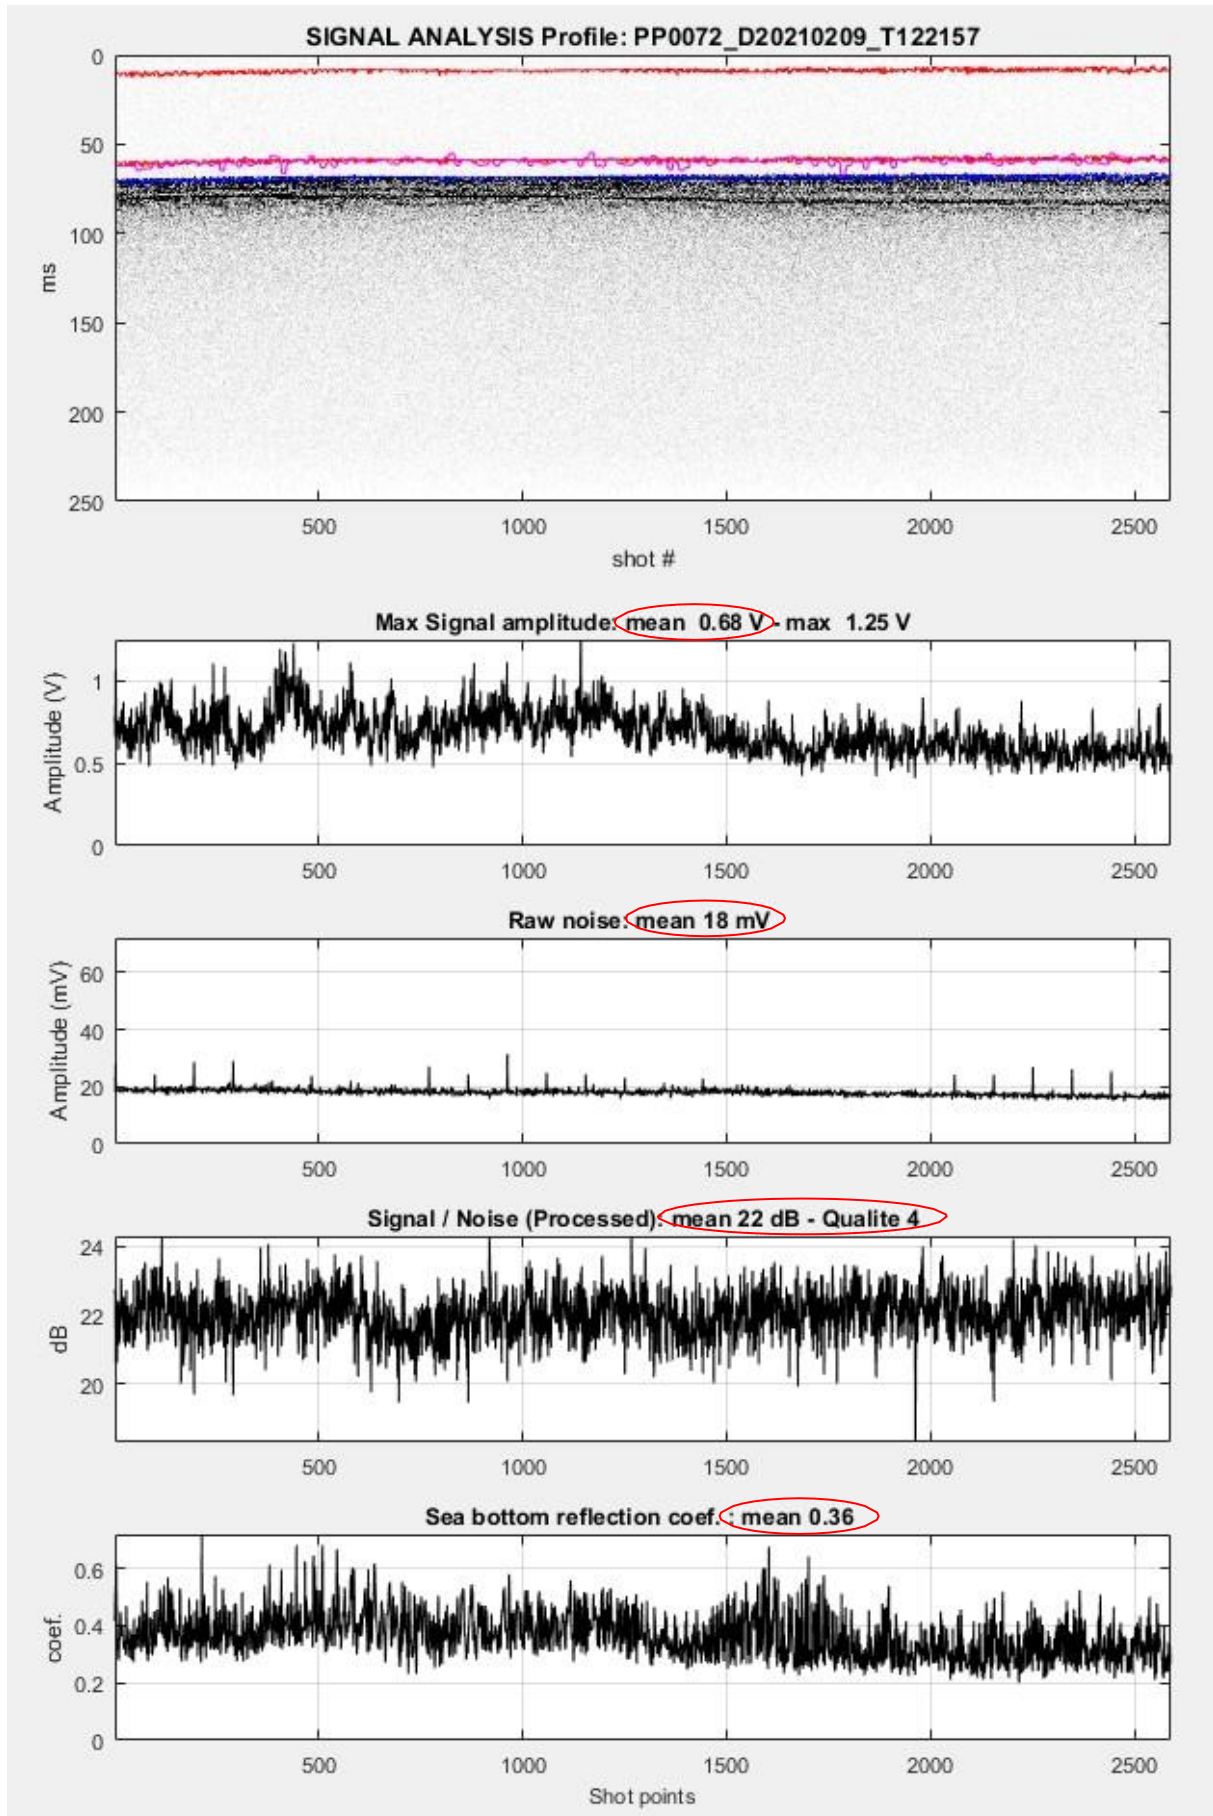 SIGNAL ANALYSIS Profile: PP0072_D20210209_T122157
0
50
100
150
200
250
ms
500 1000 1500 2000 2500
shot #
Max Signal amplitude: mean 0.68 V - max 1.25 V
1
0.5
0
Amplitude (V)
500 1000 1500 2000 2500
Raw noise: mean 18 mV
60
40
20
0
Amplitude (mV)
500 1000 1500 2000 2500
Signal / Noise (Processed): mean 22 dB - Qualite 4
24
22
20
dB
500 1000 1500 2000 2500
Sea bottom reflection coef. : mean 0.36
0.6
0.4
0.2
0
coef.
500 1000 1500 2000 2500
Shot points